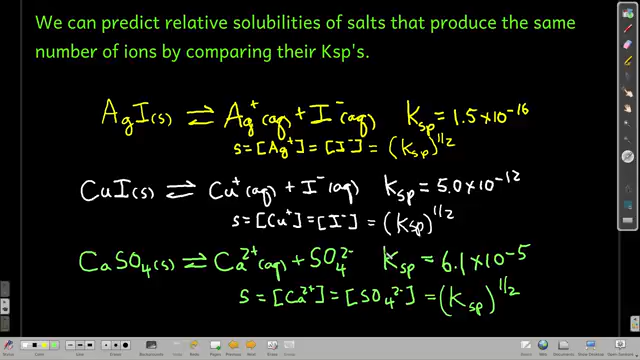 We can predict relative solubilities of salts that produce the same
number of ions by comparing their Ksp's.
AgI(s) ⇌ Ag⁺(aq) + I⁻(aq) Ksp = 1.5×10⁻¹⁶
s = [Ag⁺] = [I⁻] = (Ksp)^1/2
CuI(s) ⇌ Cu⁺(aq) + I⁻(aq) Ksp = 5.0×10⁻¹²
s = [Cu⁺] = [I⁻] = (Ksp)^1/2
CaSO₄(s) ⇌ Ca²⁺(aq) + SO₄²⁻ Ksp = 6.1×10⁻⁵
s = [Ca²⁺] = [SO₄²⁻] = (Ksp)^1/2